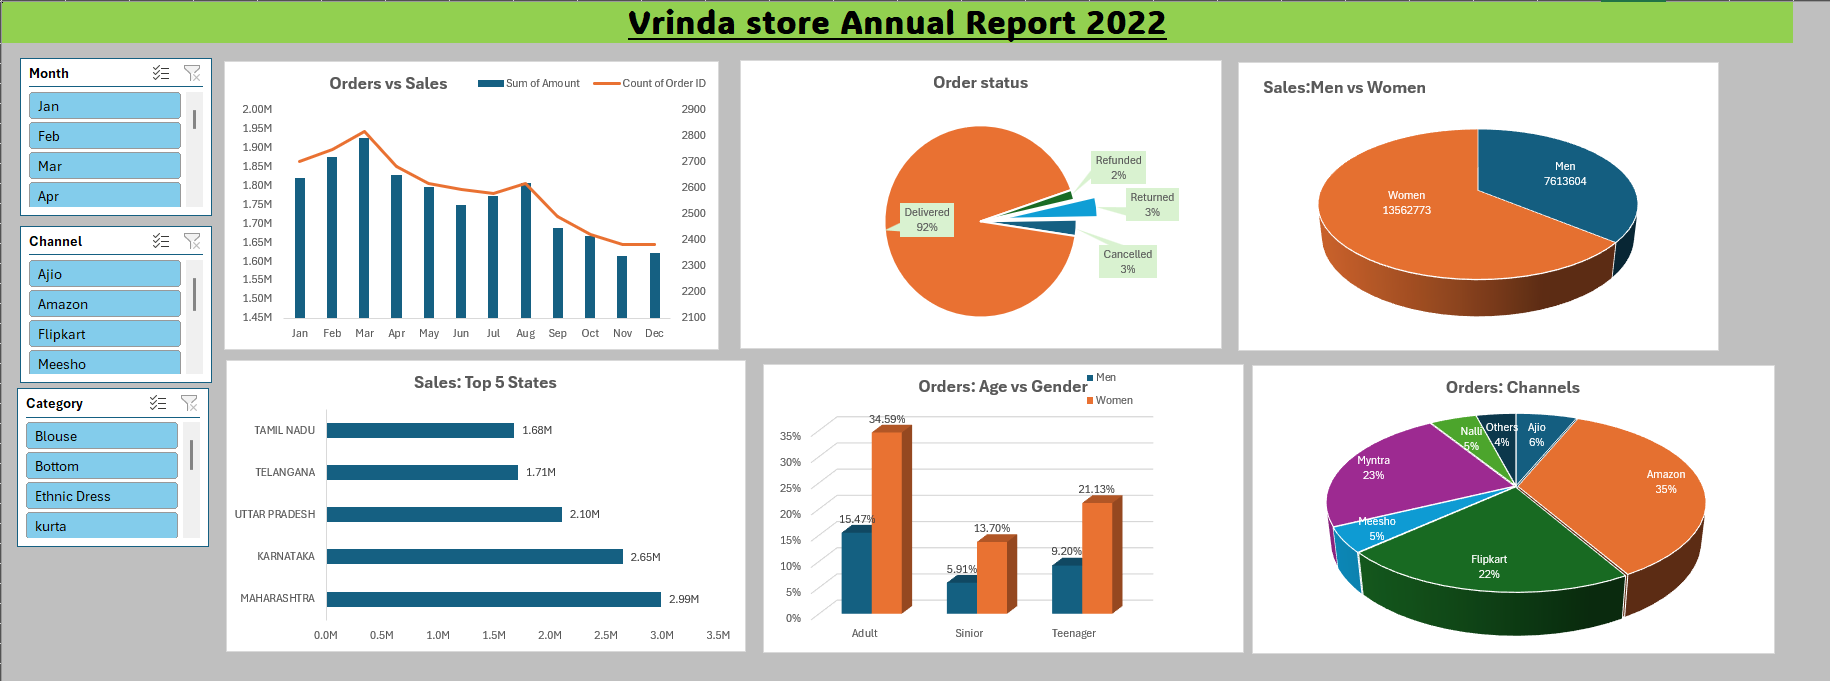 Vrinda store Annual Report 2022
Month
Jan
Feb
Mar
Apr
Channel
Ajio
Amazon
Flipkart
Meesho
Category
Blouse
Bottom
Ethnic Dress
kurta
Orders vs Sales
Sum of Amount
Count of Order ID
2.00M
1.95M
1.90M
1.85M
1.80M
1.75M
1.70M
1.65M
1.60M
1.55M
1.50M
1.45M
2900
2800
2700
2600
2500
2400
2300
2200
2100
Jan Feb Mar Apr May Jun Jul Aug Sep Oct Nov Dec
Order status
Refunded
2%
Returned
3%
Delivered
92%
Cancelled
3%
Sales:Men vs Women
Men
7613604
Women
13562773
Sales: Top 5 States
TAMIL NADU 1.68M
TELANGANA 1.71M
UTTAR PRADESH 2.10M
KARNATAKA 2.65M
MAHARASHTRA 2.99M
0.0M 0.5M 1.0M 1.5M 2.0M 2.5M 3.0M 3.5M
Orders: Age vs Gender
Men
Women
35%
30%
25%
20%
15%
10%
5%
0%
34.59%
15.47%
13.70%
5.91%
21.13%
9.20%
Adult Sinior Teenager
Orders: Channels
Nalli
5%
Others
4%
Ajio
6%
Myntra
23%
Amazon
35%
Meesho
5%
Flipkart
22%